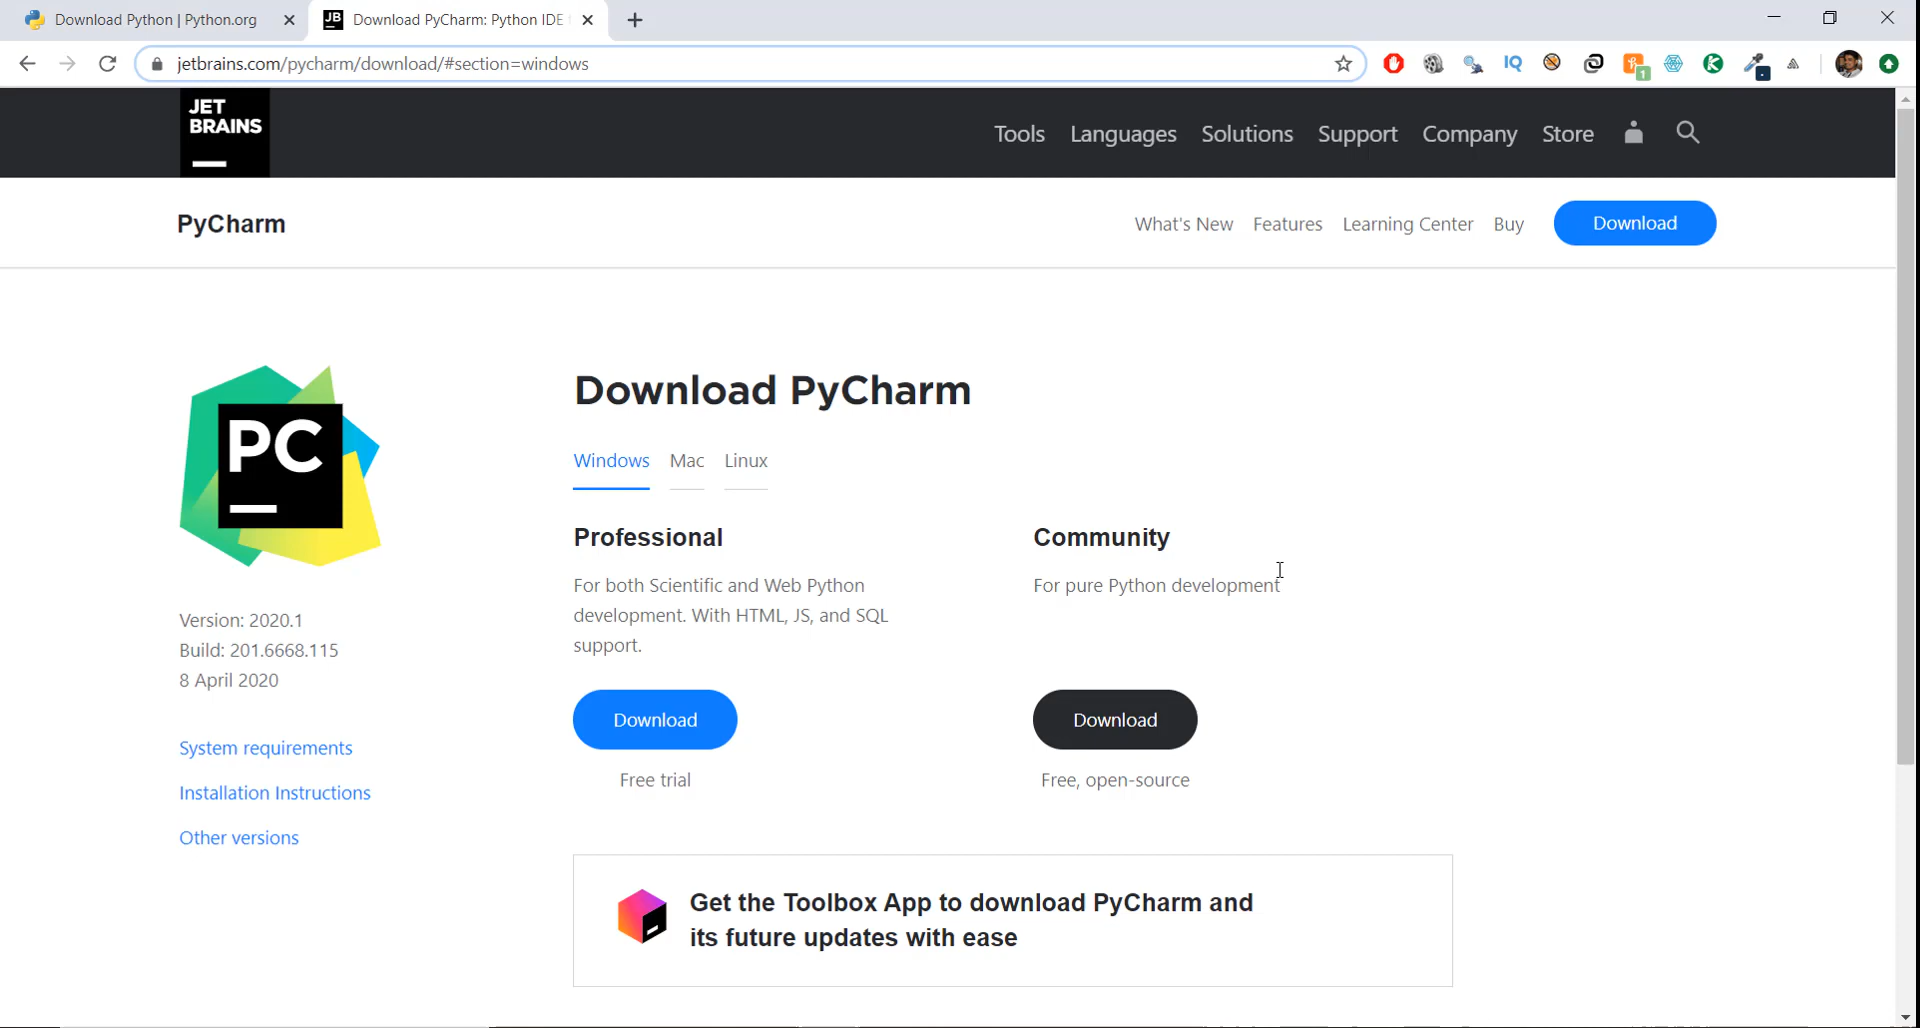 Download Python | Python.org
JB
Download PyCharm: Python IDE
jetbrains.com/pycharm/download/#section=windows
IQ
1
JET
BRAINS
Tools
Languages
Solutions
Support
Company
Store
PyCharm
What's New
Features
Learning Center
Buy
Download
PC
Download PyCharm
Windows
Mac
Linux
Professional
For both Scientific and Web Python
development. With HTML, JS, and SQL
support.
Download
Free trial
Community
For pure Python development
Download
Free, open-source
Version: 2020.1
Build: 201.6668.115
8 April 2020
System requirements
Installation Instructions
Other versions
Get the Toolbox App to download PyCharm and
its future updates with ease